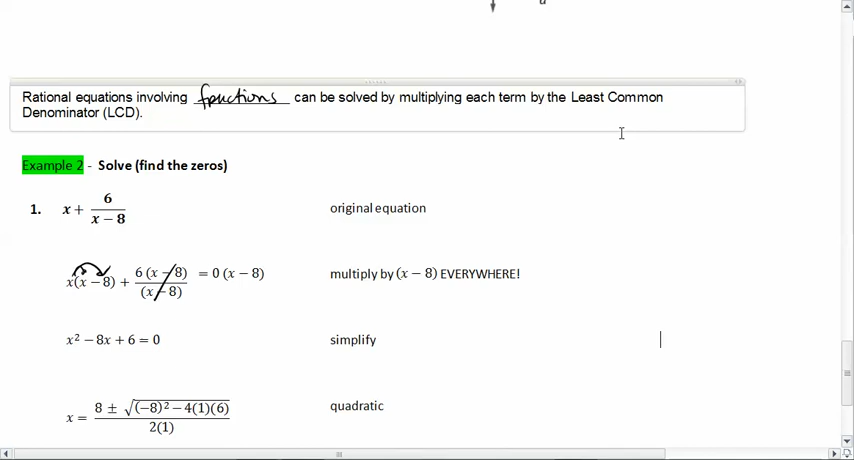 Rational equations involving fractions can be solved by multiplying each term by the Least Common
Denominator (LCD).
Example 2 - Solve (find the zeros)
1. x + 6/(x − 8) original equation
x(x − 8) + 6(x − 8)/(x − 8) = 0(x − 8) multiply by (x − 8) EVERYWHERE!
x² − 8x + 6 = 0 simplify
x = (8 ± √((−8)² − 4(1)(6)))/2(1) quadratic